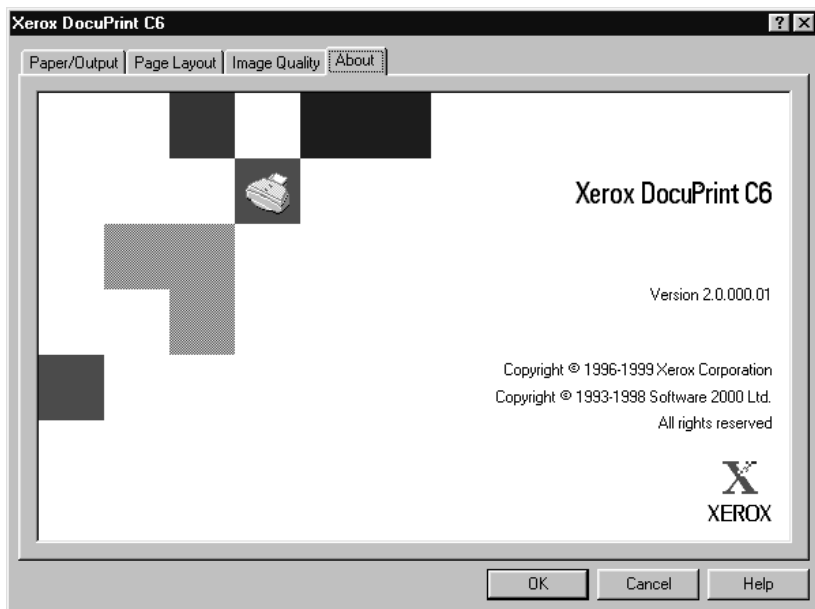 Xerox DocuPrint C6
Paper/Output Page Layout Image Quality About
Xerox DocuPrint C6
Version 2.0.000.01
Copyright © 1996-1999 Xerox Corporation
Copyright © 1993-1998 Software 2000 Ltd.
All rights reserved
X
XEROX
OK Cancel Help